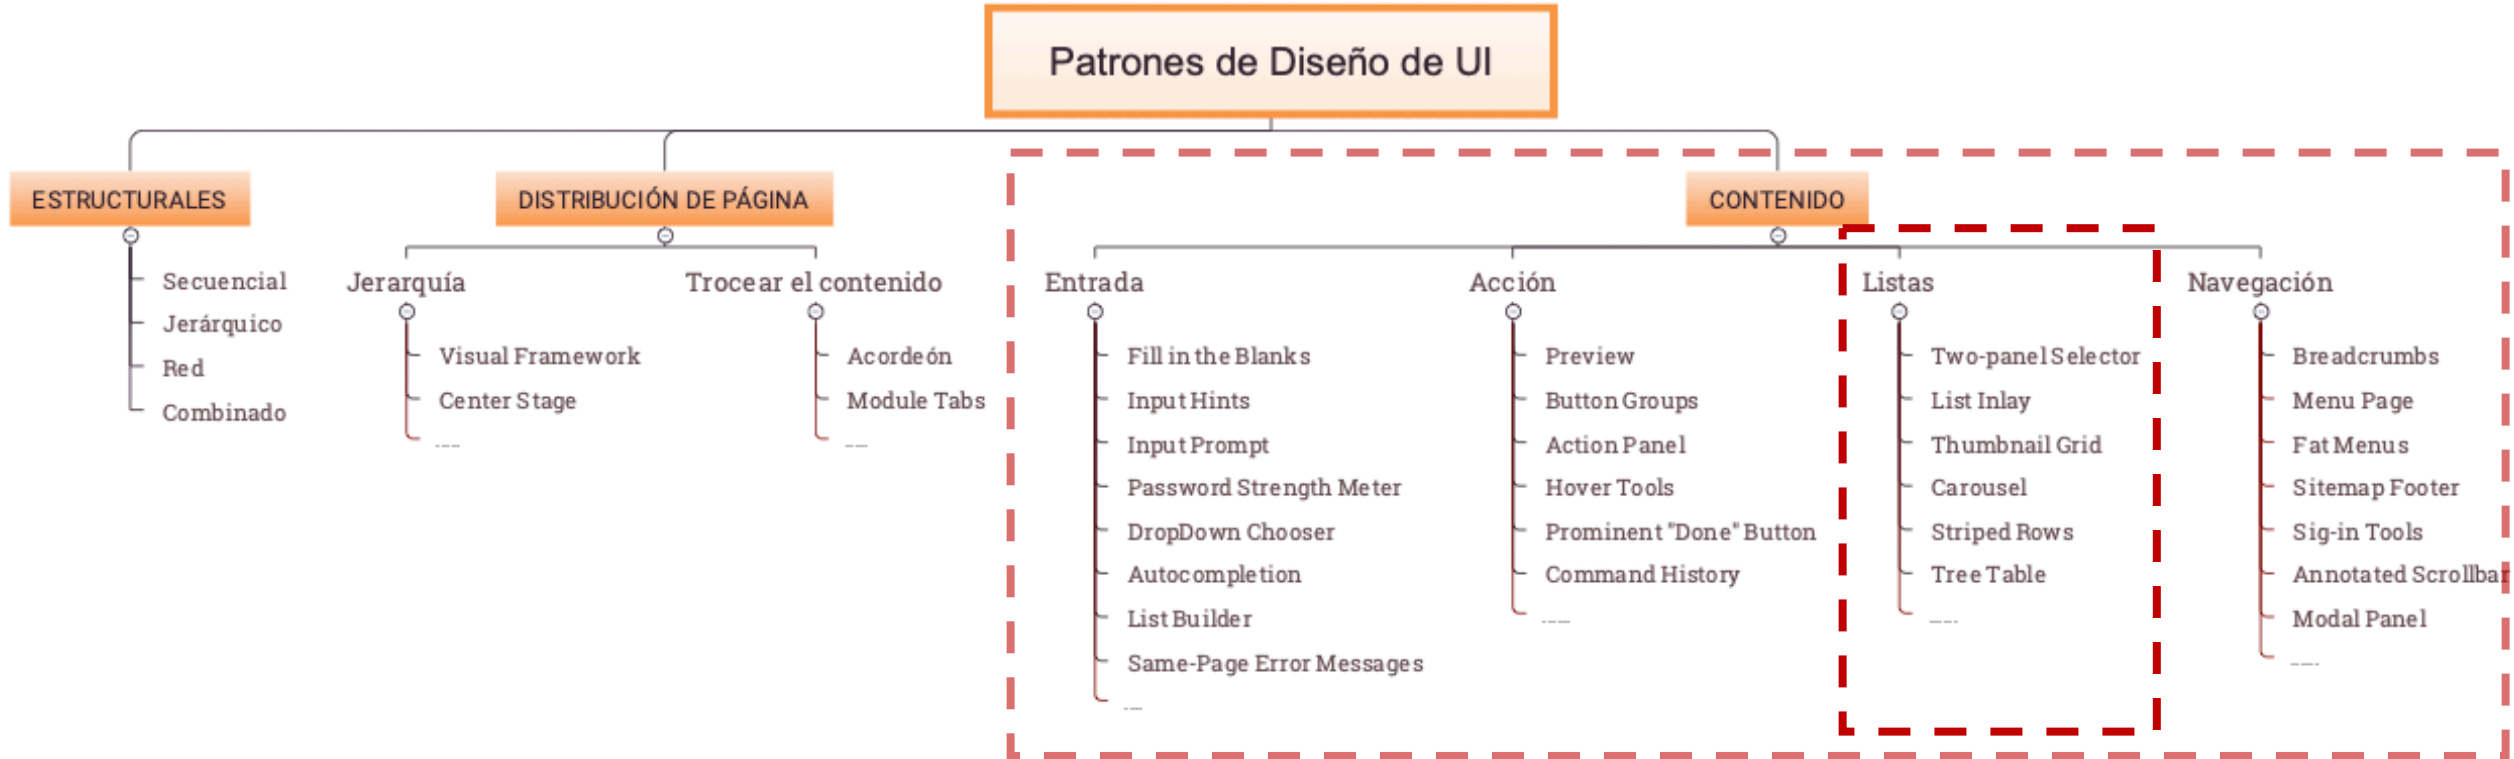 Patrones de Diseño de UI
ESTRUCTURALES
Secuencial
Jerárquico
Red
Combinado
DISTRIBUCIÓN DE PÁGINA
Jerarquía
Visual Framework
Center Stage
Trocear el contenido
Acordeón
Module Tabs
CONTENIDO
Entrada
Fill in the Blanks
Input Hints
Input Prompt
Password Strength Meter
DropDown Chooser
Autocompletion
List Builder
Same-Page Error Messages
Acción
Preview
Button Groups
Action Panel
Hover Tools
Prominent "Done" Button
Command History
Listas
Two-panel Selector
List Inlay
Thumbnail Grid
Carousel
Striped Rows
Tree Table
Navegación
Breadcrumbs
Menu Page
Fat Menus
Sitemap Footer
Sig-in Tools
Annotated Scrollbar
Modal Panel